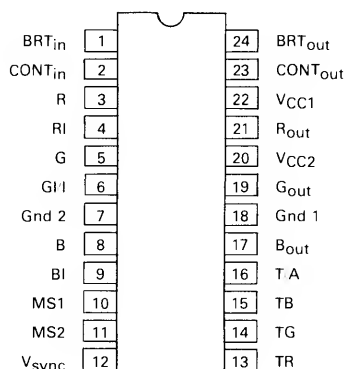 BRTin 1 24 BRTout
CONTin 2 23 CONTout
R 3 22 VCC1
RI 4 21 Rout
G 5 20 VCC2
GI/I 6 19 Gout
Gnd 2 7 18 Gnd 1
B 8 17 Bout
BI 9 16 TA
MS1 10 15 TB
MS2 11 14 TG
Vsync 12 13 TR